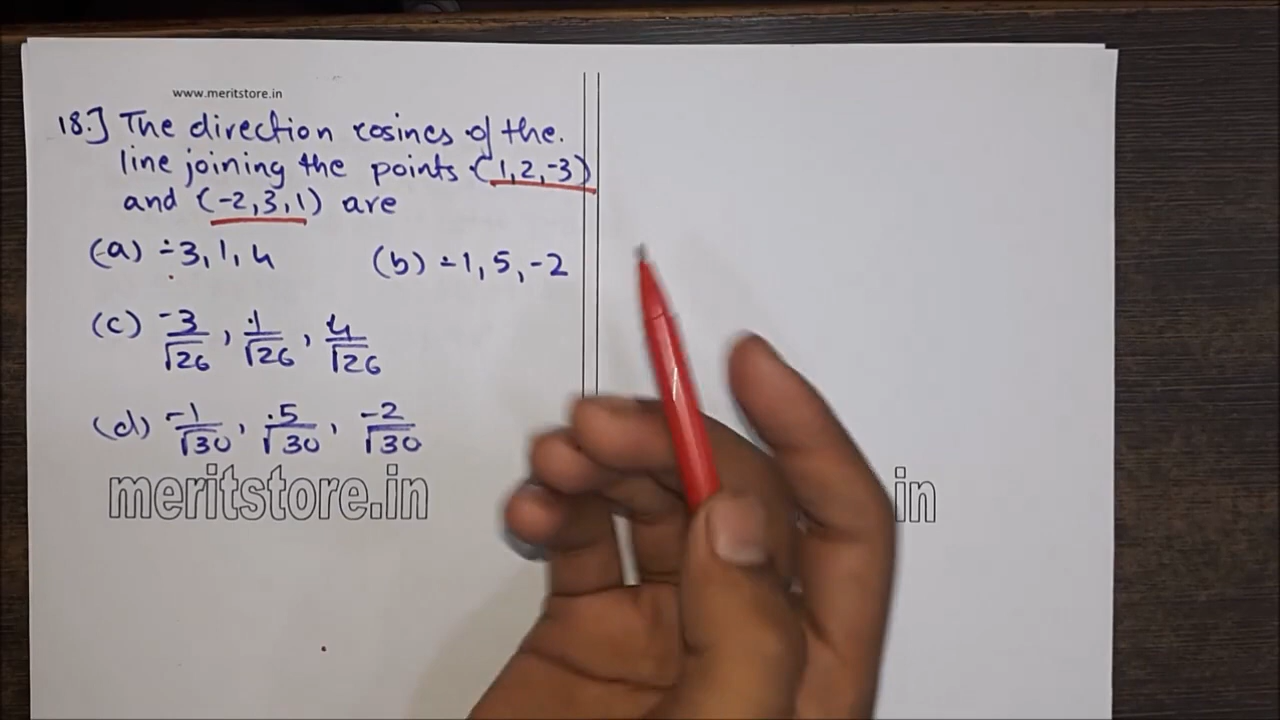 www.meritstore.in
18.] The direction cosines of the.
line joining the points (1,2,-3)
and (-2,3,1) are
(a) -3, 1, 4 (b) -1, 5, -2
(c) -3/√26, 1/√26, 4/√26
(d) -1/√30, 5/√30, -2/√30
meritstore.in
in